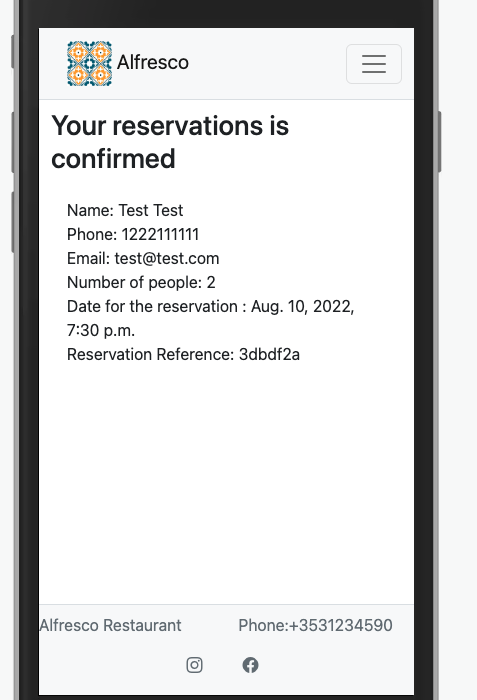 Alfresco
Your reservations is
confirmed
Name: Test Test
Phone: 1222111111
Email: test@test.com
Number of people: 2
Date for the reservation : Aug. 10, 2022,
7:30 p.m.
Reservation Reference: 3dbdf2a
Alfresco Restaurant Phone:+3531234590